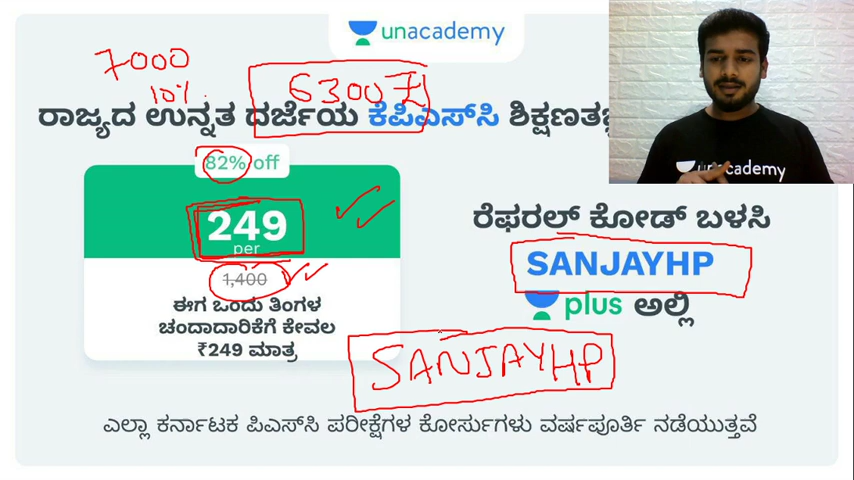 unacademy
7000
10%.
6300₹
ರಾಜ್ಯದ ಉನ್ನತ ದರ್ಜೆಯ ಕೆಪಿಎಸ್‌ಸಿ
82% off
249
per
1,400
ಈಗ ಒಂದು ತಿಂಗಳ
ಚಂದಾದಾರಿಕೆಗೆ ಕೇವಲ
₹249 ಮಾತ್ರ
unacademy
ರೆಫರಲ್ ಕೋಡ್ ಬಳಸಿ
SANJAYHP
plus ಅಲ್ಲಿ
SANJAYHP
ಎಲ್ಲಾ ಕರ್ನಾಟಕ ಪಿಎಸ್‌ಸಿ ಪರೀಕ್ಷೆಗಳ ಕೋರ್ಸುಗಳು ವರ್ಷಪೂರ್ತಿ ನಡೆಯುತ್ತವೆ